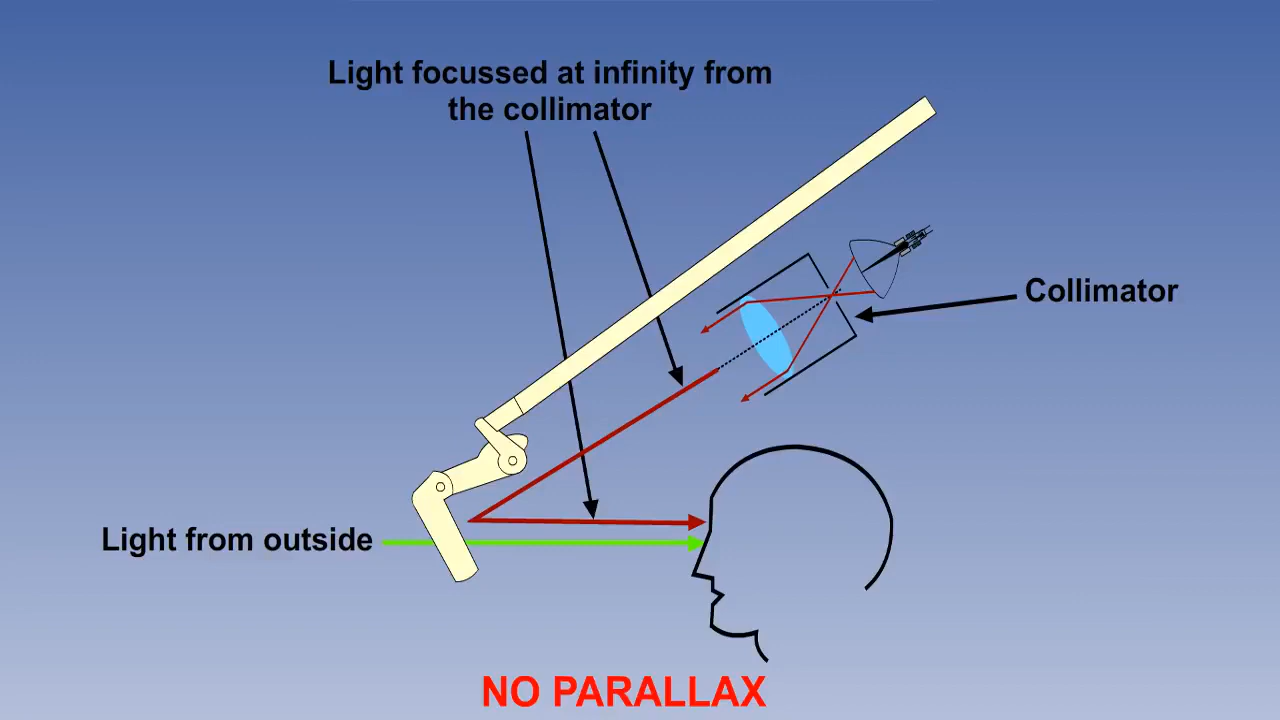 Light focussed at infinity from
the collimator
Collimator
Light from outside
NO PARALLAX